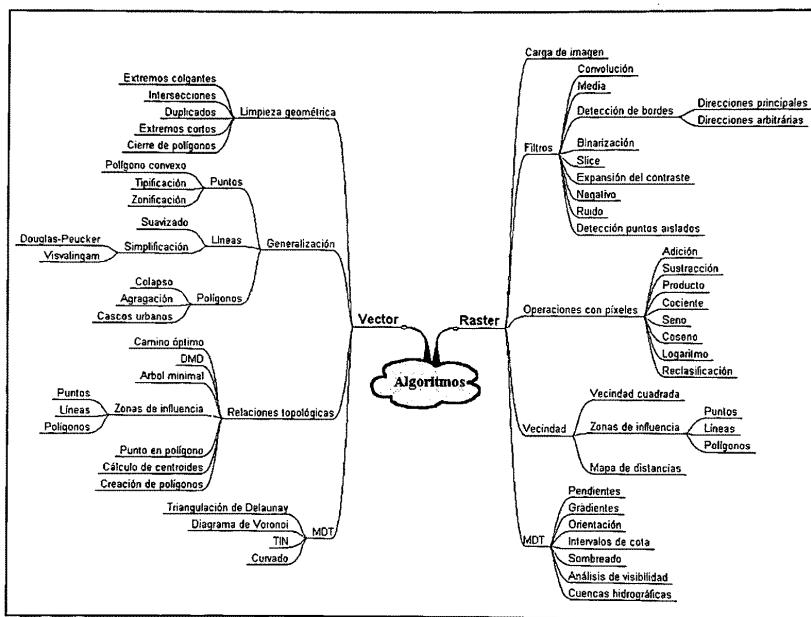 Algoritmos
Vector
Limpieza geométrica
Extremos colgantes
Intersecciones
Duplicados
Extremos cortos
Cierre de polígonos
Generalización
Puntos
Polígono convexo
Tipificación
Zonificación
Líneas
Suavizado
Simplificación
Douglas-Peucker
Visvalingam
Polígonos
Colapso
Agragación
Cascos urbanos
Relaciones topológicas
Camino óptimo
DMD
Arbol minimal
Zonas de influencia
Puntos
Líneas
Polígonos
Punto en polígono
Cálculo de centroides
Creación de polígonos
MDT
Triangulación de Delaunay
Diagrama de Voronoi
TIN
Curvado
Raster
Carga de imagen
Filtros
Convolución
Media
Detección de bordes
Direcciones principales
Direcciones arbitrárias
Binarización
Slice
Expansión del contraste
Negativo
Ruido
Detección puntos aislados
Operaciones con píxeles
Adición
Sustracción
Producto
Cociente
Seno
Coseno
Logaritmo
Reclasificación
Vecindad
Vecindad cuadrada
Zonas de influencia
Puntos
Líneas
Polígonos
Mapa de distancias
MDT
Pendientes
Gradientes
Orientación
Intervalos de cota
Sombreado
Análisis de visibilidad
Cuencas hidrográficas